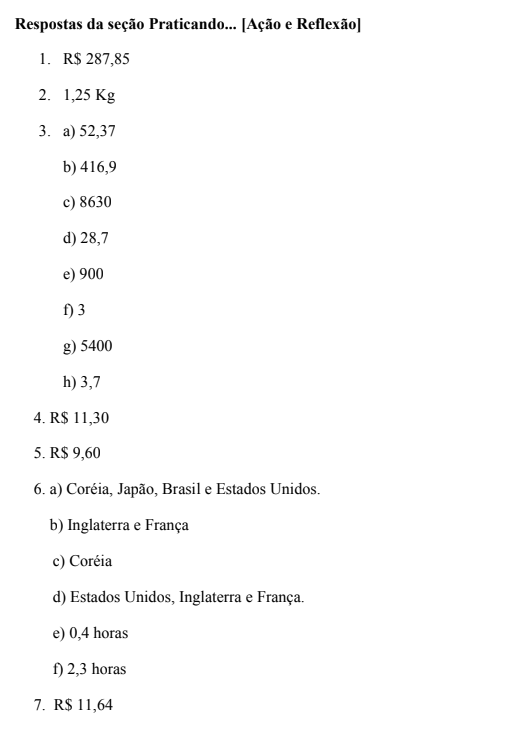 Respostas da seção Praticando... [Ação e Reflexão]
1. R$ 287,85
2. 1,25 Kg
3. a) 52,37
b) 416,9
c) 8630
d) 28,7
e) 900
f) 3
g) 5400
h) 3,7
4. R$ 11,30
5. R$ 9,60
6. a) Coréia, Japão, Brasil e Estados Unidos.
b) Inglaterra e França
c) Coréia
d) Estados Unidos, Inglaterra e França.
e) 0,4 horas
f) 2,3 horas
7. R$ 11,64